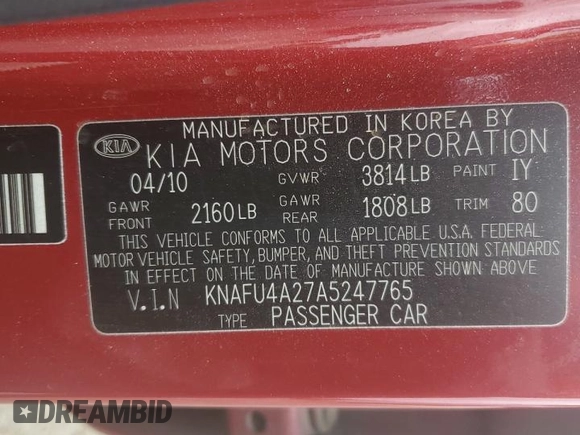 MANUFACTURED IN KOREA BY
KIA KIA MOTORS CORPORATION
04/10 GVWR 3814LB PAINT IY
GAWR FRONT 2160LB GAWR REAR 1808LB TRIM 80
THIS VEHICLE CONFORMS TO ALL APPLICABLE U.S.A. FEDERAL
MOTOR VEHICLE SAFETY, BUMPER, AND THEFT PREVENTION STANDARDS
IN EFFECT ON THE DATE OF MANUFACTURE SHOWN ABOVE
V.I.N KNAFU4A27A5247765
TYPE PASSENGER CAR
DREAMBID